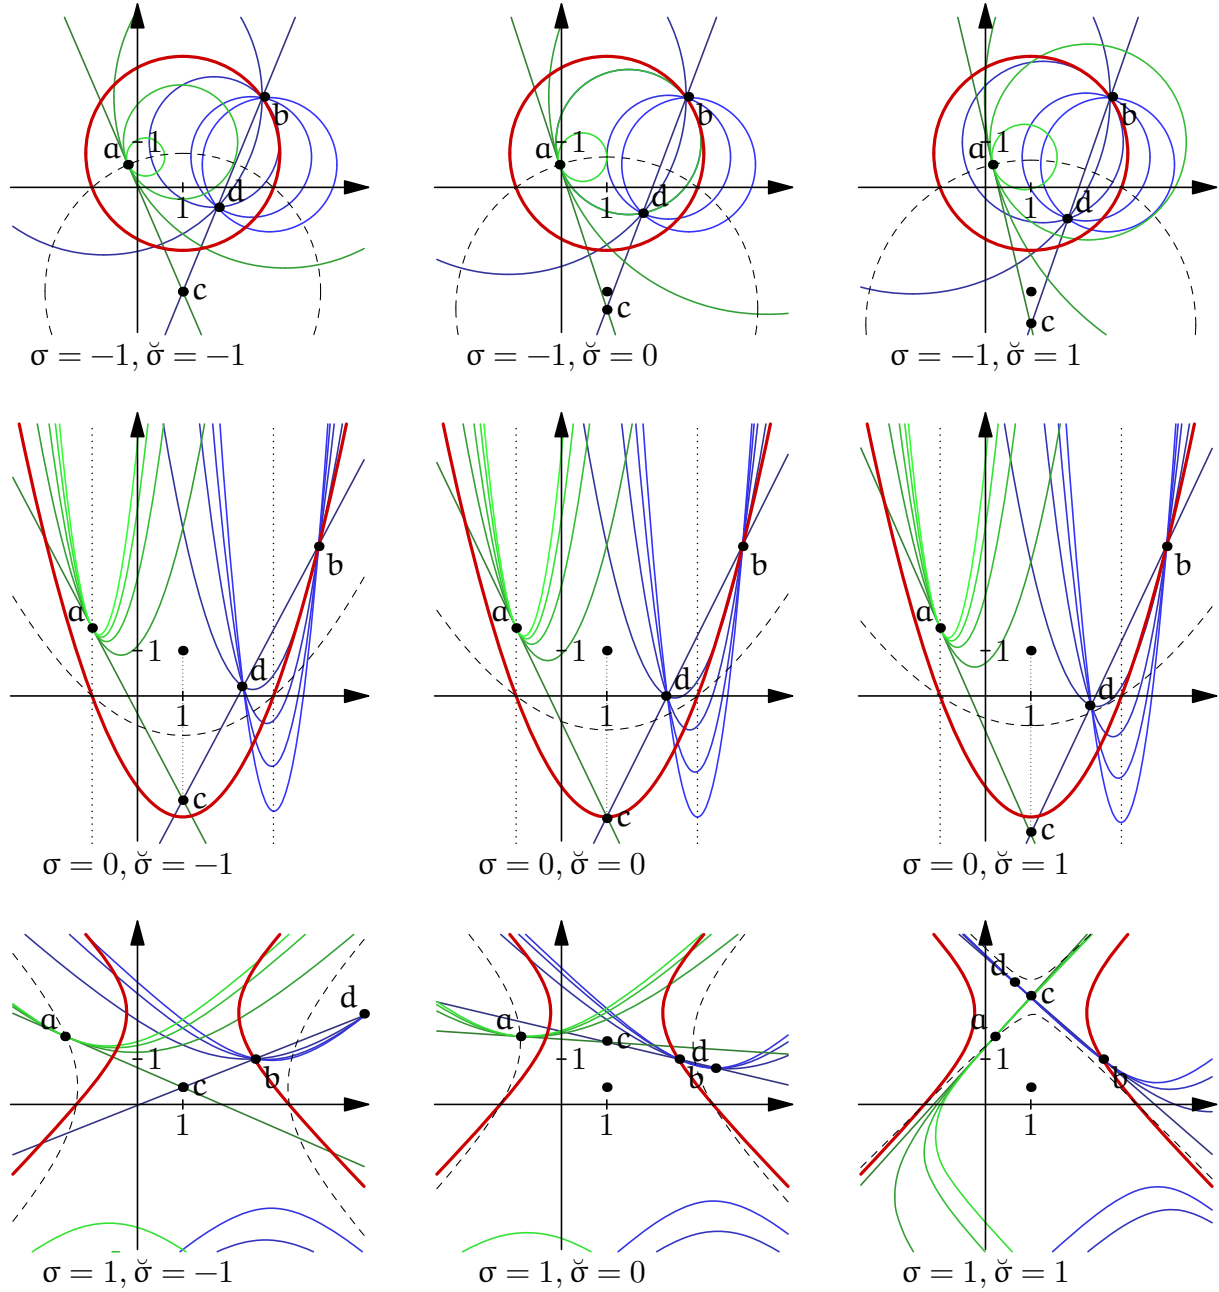 a
1
b
d
1
c
σ = −1, σ̆ = −1
a
1
b
d
1
c
σ = −1, σ̆ = 0
a
1
b
d
1
c
σ = −1, σ̆ = 1
b
a
1
d
1
c
σ = 0, σ̆ = −1
b
a
1
d
1
c
σ = 0, σ̆ = 0
b
a
1
d
1
c
σ = 0, σ̆ = 1
d
a
1
b
c
1
σ = 1, σ̆ = −1
a
c
d
1
b
1
σ = 1, σ̆ = 0
d
c
a
1
b
1
σ = 1, σ̆ = 1